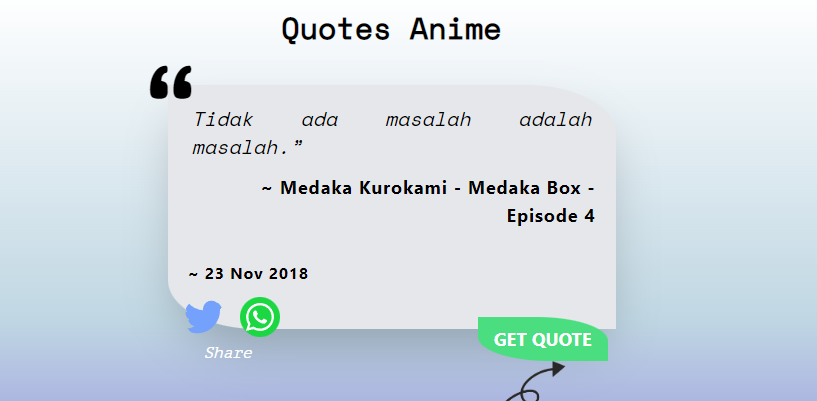 Quotes Anime
❝
Tidak ada masalah adalah
masalah.”
~ Medaka Kurokami - Medaka Box -
Episode 4
~ 23 Nov 2018
Share
GET QUOTE